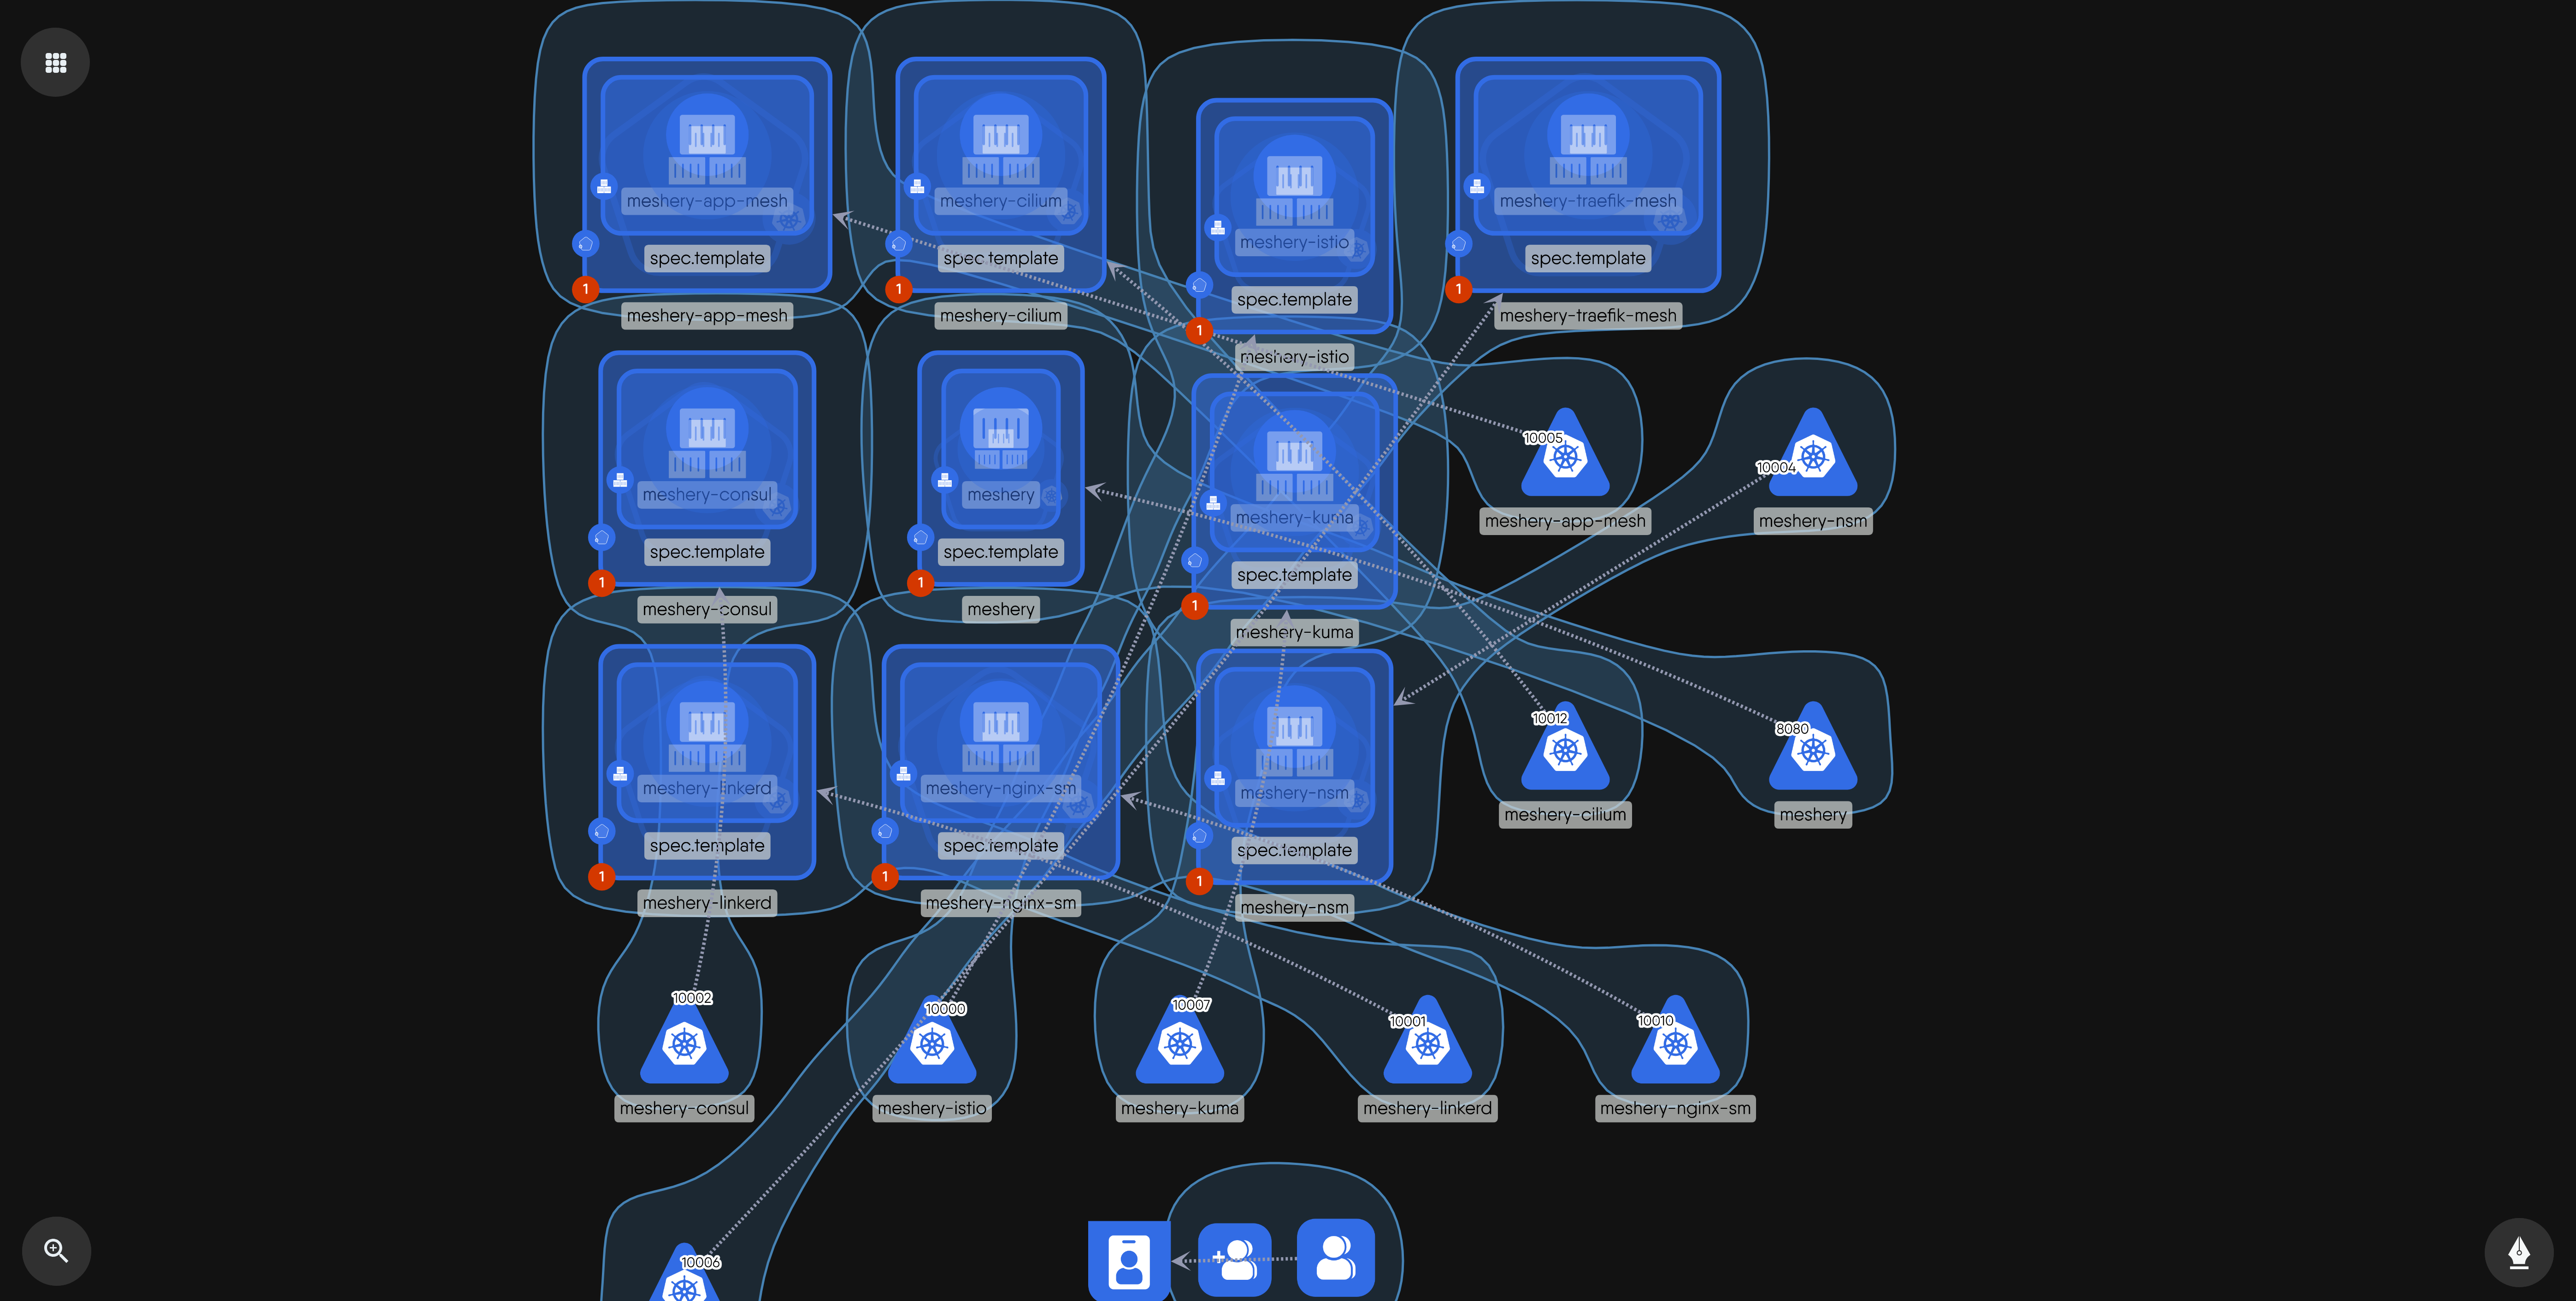 meshery-app-mesh
spec.template
1
meshery-app-mesh
meshery-cilium
spec.template
1
meshery-cilium
meshery-istio
spec.template
1
meshery-istio
meshery-traefik-mesh
spec.template
1
meshery-traefik-mesh
meshery-consul
spec.template
1
meshery-consul
meshery
spec.template
1
meshery
meshery-kuma
spec.template
1
meshery-kuma
10005
meshery-app-mesh
10004
meshery-nsm
meshery-linkerd
spec.template
1
meshery-linkerd
meshery-nginx-sm
spec.template
1
meshery-nginx-sm
meshery-nsm
spec.template
1
meshery-nsm
10012
meshery-cilium
8080
meshery
10002
meshery-consul
10000
meshery-istio
10007
meshery-kuma
10001
meshery-linkerd
10010
meshery-nginx-sm
10006